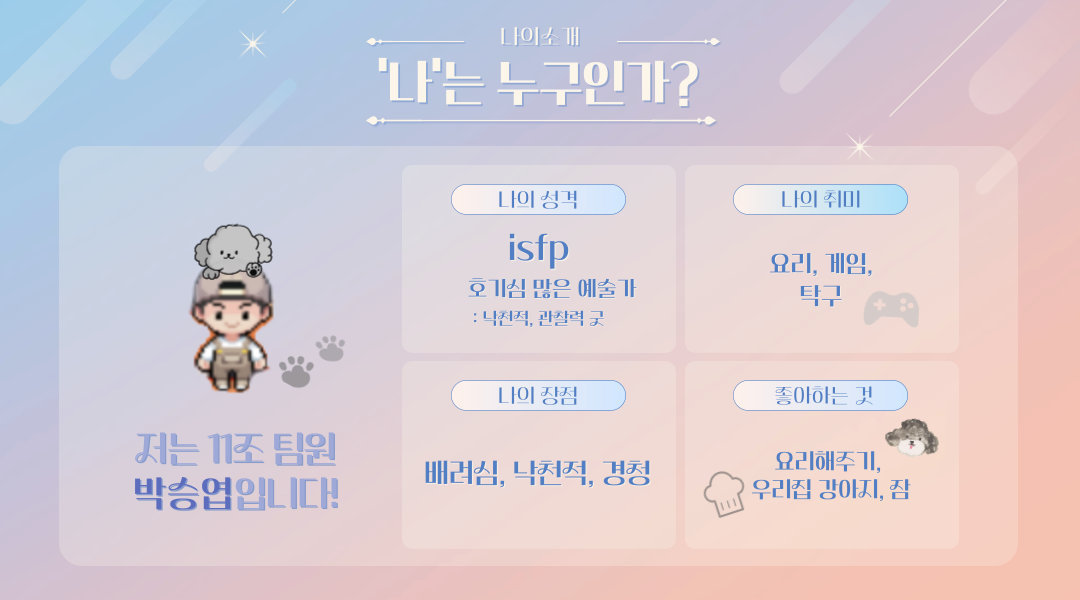 나의소개
'나'는 누구인가?
나의 성격
isfp
호기심 많은 예술가
: 낙천적, 관찰력 굿
나의 취미
요리, 게임,
탁구
저는 11조 팀원
박승엽입니다!
나의 장점
배려심, 낙천적, 경청
좋아하는 것
요리해주기,
우리집 강아지, 잠